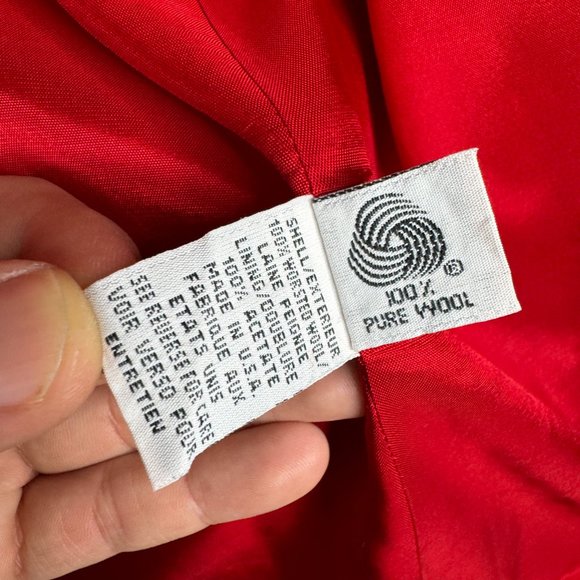 SHELL/EXTERIEUR
100% WORSTED WOOL/
LAINE PEIGNEE
LINING/DOUBLURE
100% ACETATE
MADE IN U.S.A.
FABRIQUE AUX
ETATS UNIS
SEE REVERSE FOR CARE
VOIR VERSO POUR
ENTRETIEN
®
100%
PURE WOOL